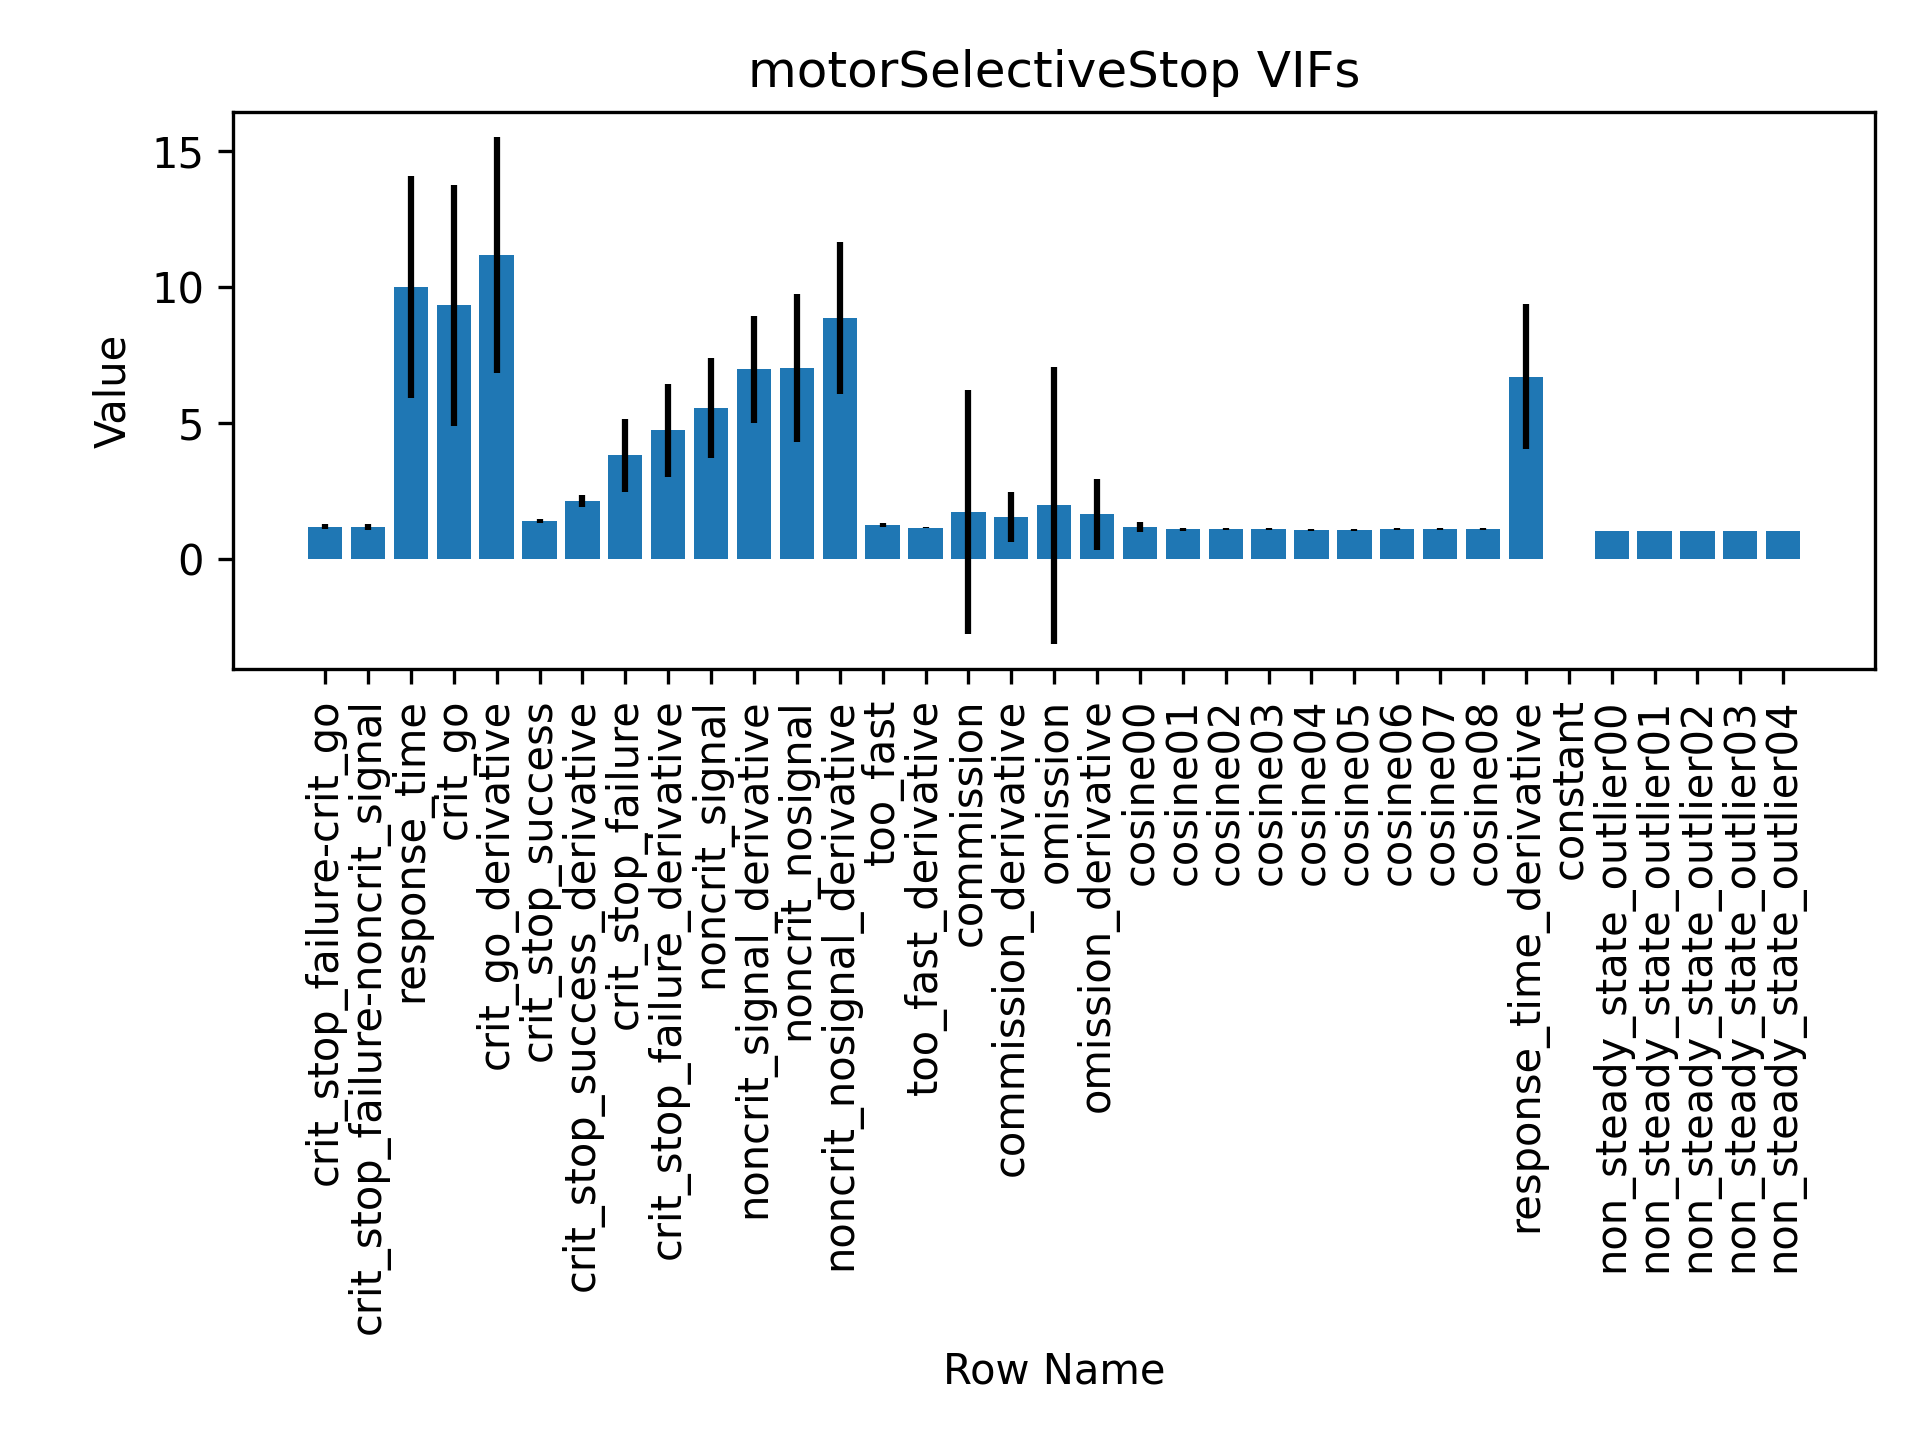 motorSelectiveStop VIFs
15
10
5
0
Value
crit_stop_failure-crit_go
crit_stop_failure-noncrit_signal
response_time
crit_go
crit_go_derivative
crit_stop_success
crit_stop_success_derivative
crit_stop_failure
crit_stop_failure_derivative
noncrit_signal
noncrit_signal_derivative
noncrit_nosignal
noncrit_nosignal_derivative
too_fast
too_fast_derivative
commission
commission_derivative
omission
omission_derivative
cosine00
cosine01
cosine02
cosine03
cosine04
cosine05
cosine06
cosine07
cosine08
response_time_derivative
constant
non_steady_state_outlier00
non_steady_state_outlier01
non_steady_state_outlier02
non_steady_state_outlier03
non_steady_state_outlier04
Row Name